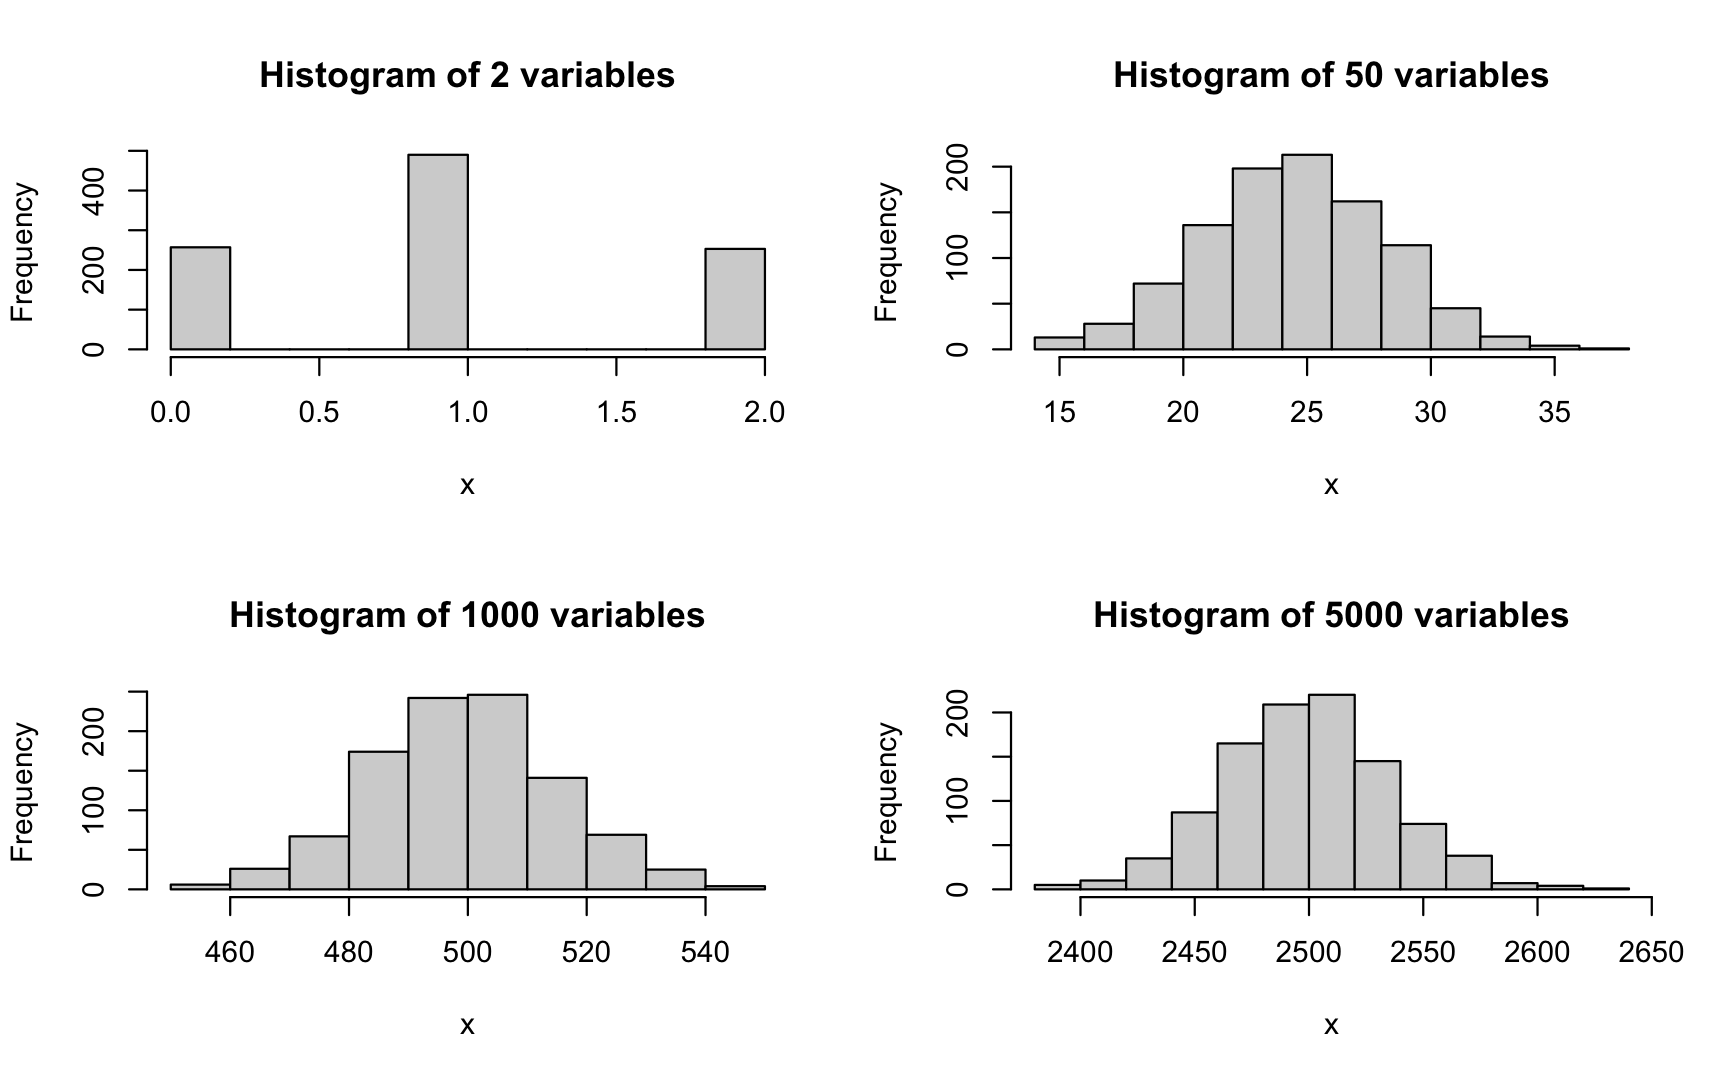 Histogram of 2 variables
Frequency
0 200 400
0.0 0.5 1.0 1.5 2.0
x
Histogram of 50 variables
Frequency
0 100 200
15 20 25 30 35
x
Histogram of 1000 variables
Frequency
0 100 200
460 480 500 520 540
x
Histogram of 5000 variables
Frequency
0 100 200
2400 2450 2500 2550 2600 2650
x